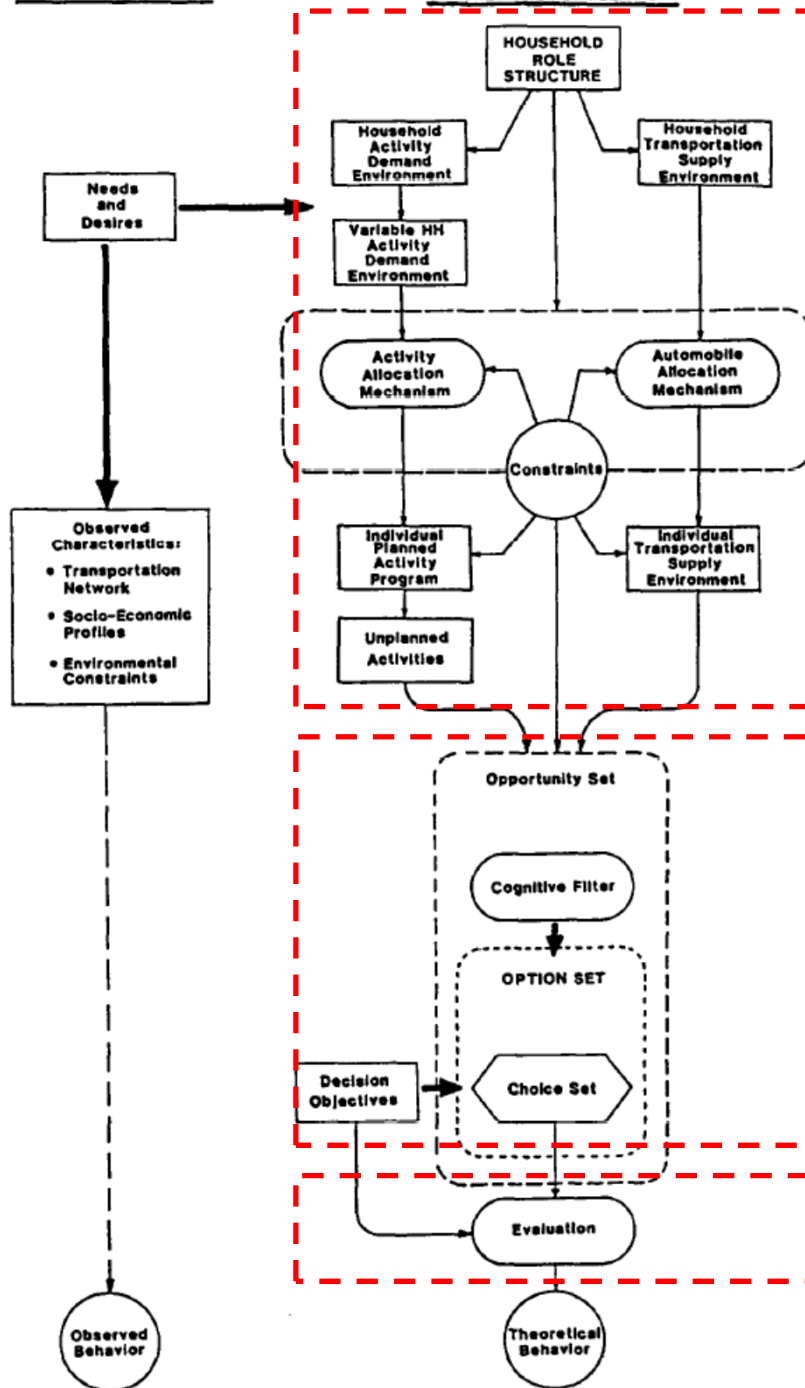 HOUSEHOLD
ROLE
STRUCTURE
Household
Activity
Demand
Environment
Household
Transportation
Supply
Environment
Needs
and
Desires
Variable HH
Activity
Demand
Environment
Activity
Allocation
Mechanism
Automobile
Allocation
Mechanism
Constraints
Observed
Characteristics:
• Transportation
Network
• Socio-Economic
Profiles
• Environmental
Constraints
Individual
Planned
Activity
Program
Individual
Transportation
Supply
Environment
Unplanned
Activities
Opportunity Set
Cognitive Filter
OPTION SET
Decision
Objectives
Choice Set
Evaluation
Observed
Behavior
Theoretical
Behavior